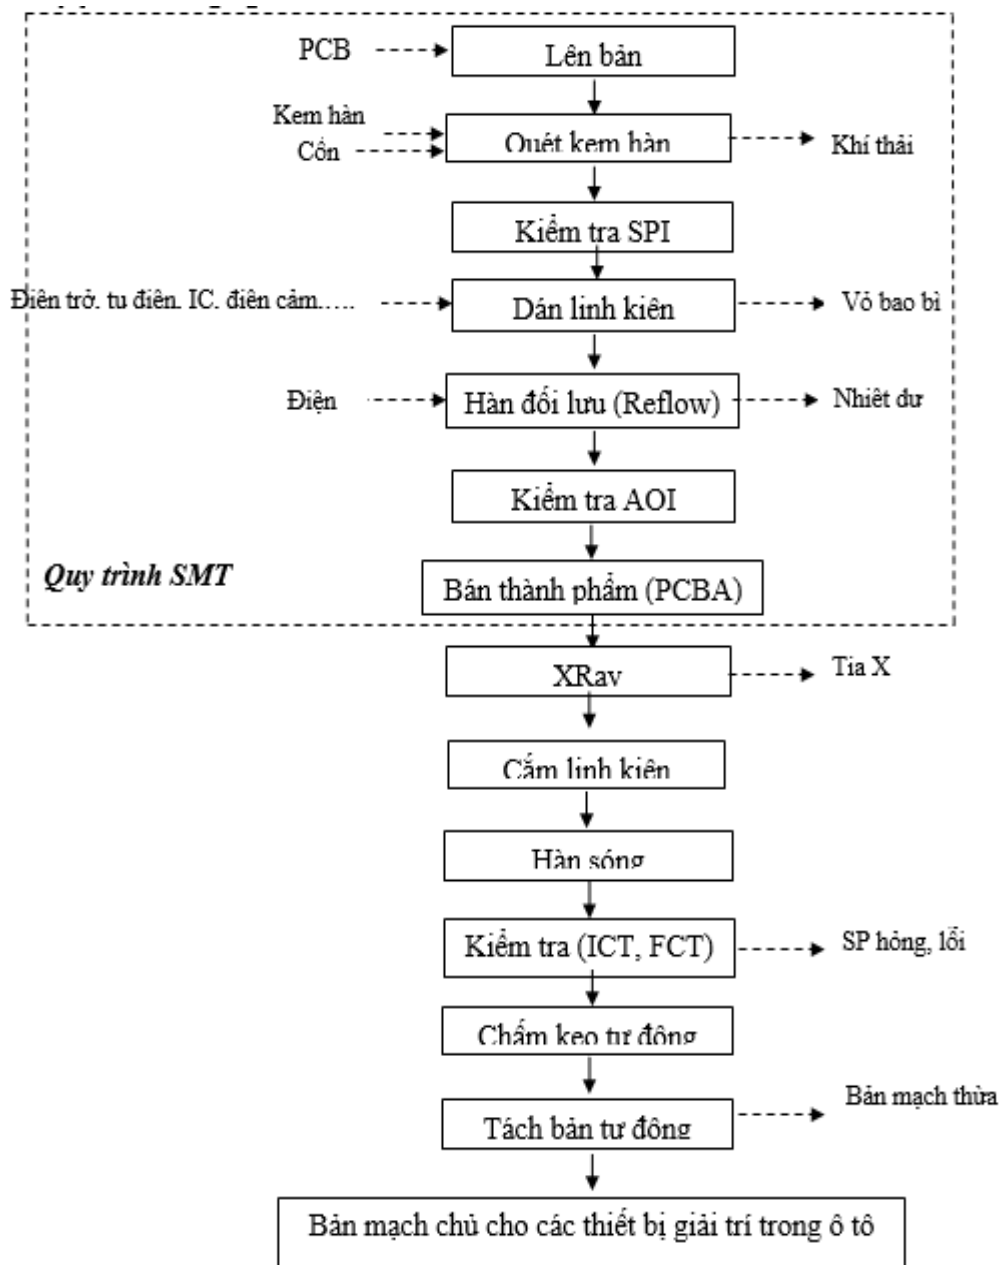 PCB
Lên bản
Kem hàn
Cồn
Quét kem hàn
Khí thải
Kiểm tra SPI
Điện trở. tụ điện. IC. điện cảm…..
Dán linh kiện
Vỏ bao bì
Điện
Hàn đối lưu (Reflow)
Nhiệt dư
Kiểm tra AOI
Quy trình SMT
Bán thành phẩm (PCBA)
XRay
Tia X
Cắm linh kiện
Hàn sóng
Kiểm tra (ICT, FCT)
SP hỏng, lỗi
Chấm keo tự động
Tách bản tự động
Bản mạch thừa
Bản mạch chủ cho các thiết bị giải trí trong ô tô